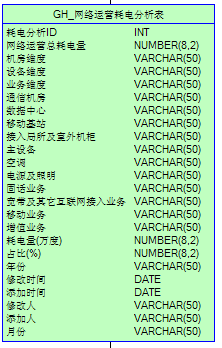 GH_网络运营耗电分析表
耗电分析ID INT
网络运营总耗电量 NUMBER(8,2)
机房维度 VARCHAR(50)
设备维度 VARCHAR(50)
业务维度 VARCHAR(50)
通信机房 VARCHAR(50)
数据中心 VARCHAR(50)
移动基站 VARCHAR(50)
接入局所及室外机柜 VARCHAR(50)
主设备 VARCHAR(50)
空调 VARCHAR(50)
电源及照明 VARCHAR(50)
固话业务 VARCHAR(50)
宽带及其它互联网接入业务 VARCHAR(50)
移动业务 VARCHAR(50)
增值业务 VARCHAR(50)
耗电量(万度) NUMBER(8,2)
占比(%) NUMBER(8,2)
年份 VARCHAR(50)
修改时间 DATE
添加时间 DATE
修改人 VARCHAR(50)
添加人 VARCHAR(50)
月份 VARCHAR(50)